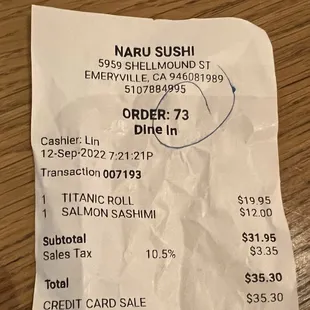 NARU SUSHI
5959 SHELLMOUND ST
EMERYVILLE, CA 946081989
5107884995
ORDER: 73
Dine In
Cashier: Lin
12-Sep-2022 7:21:21P
Transaction 007193
1 TITANIC ROLL $19.95
1 SALMON SASHIMI $12.00
Subtotal $31.95
Sales Tax 10.5% $3.35
Total $35.30
CREDIT CARD SALE $35.30